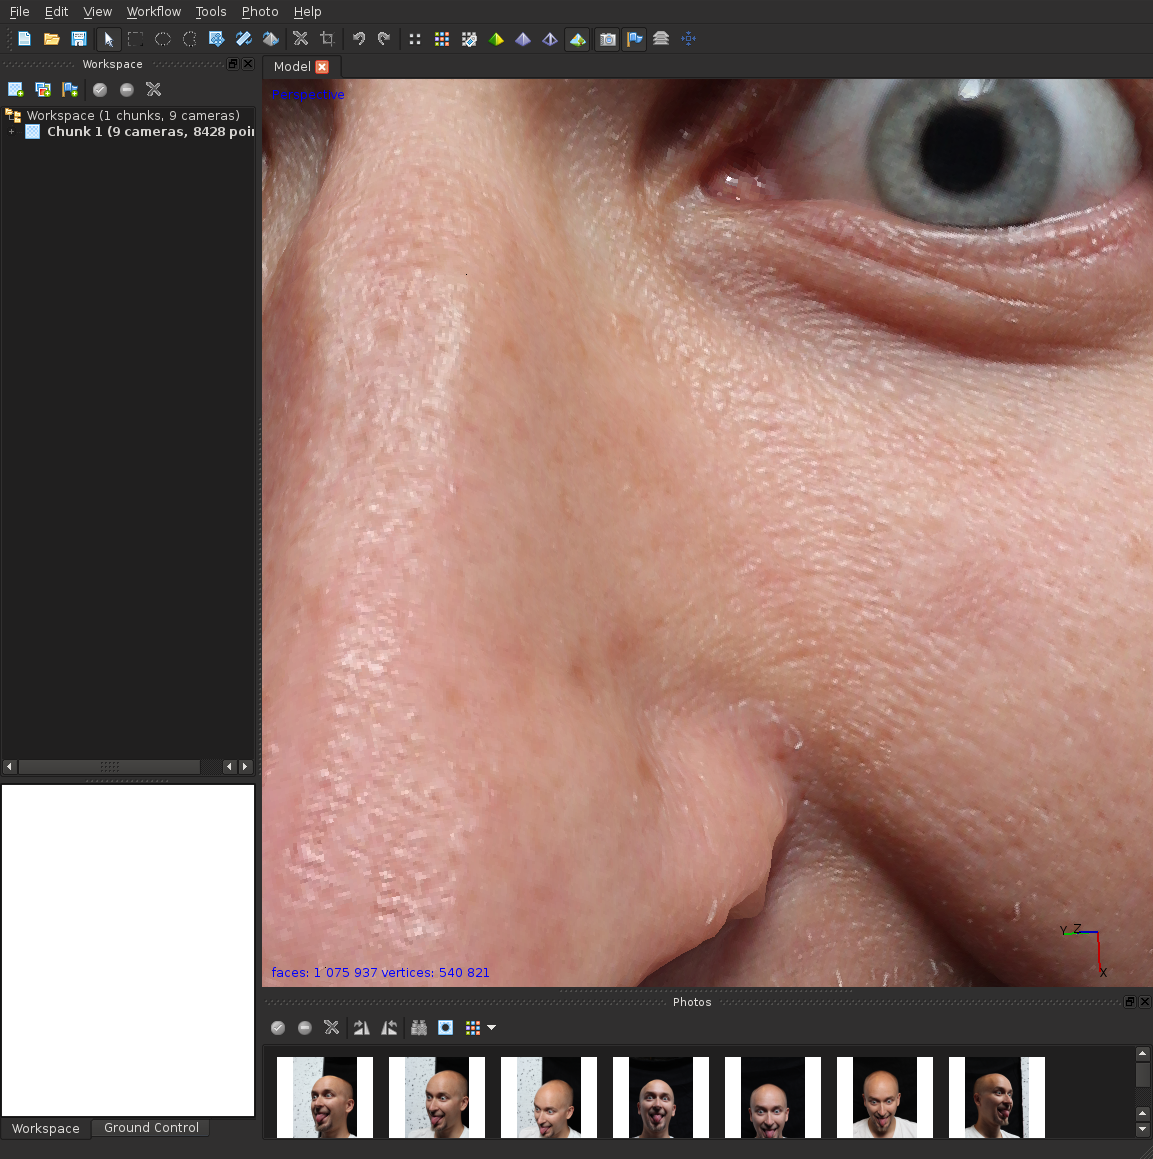 File Edit View Workflow Tools Photo Help
Workspace
Model
Perspective
Workspace (1 chunks, 9 cameras)
Chunk 1 (9 cameras, 8428 poi
Y Z
X
faces: 1 075 937 vertices: 540 821
Photos
Workspace Ground Control